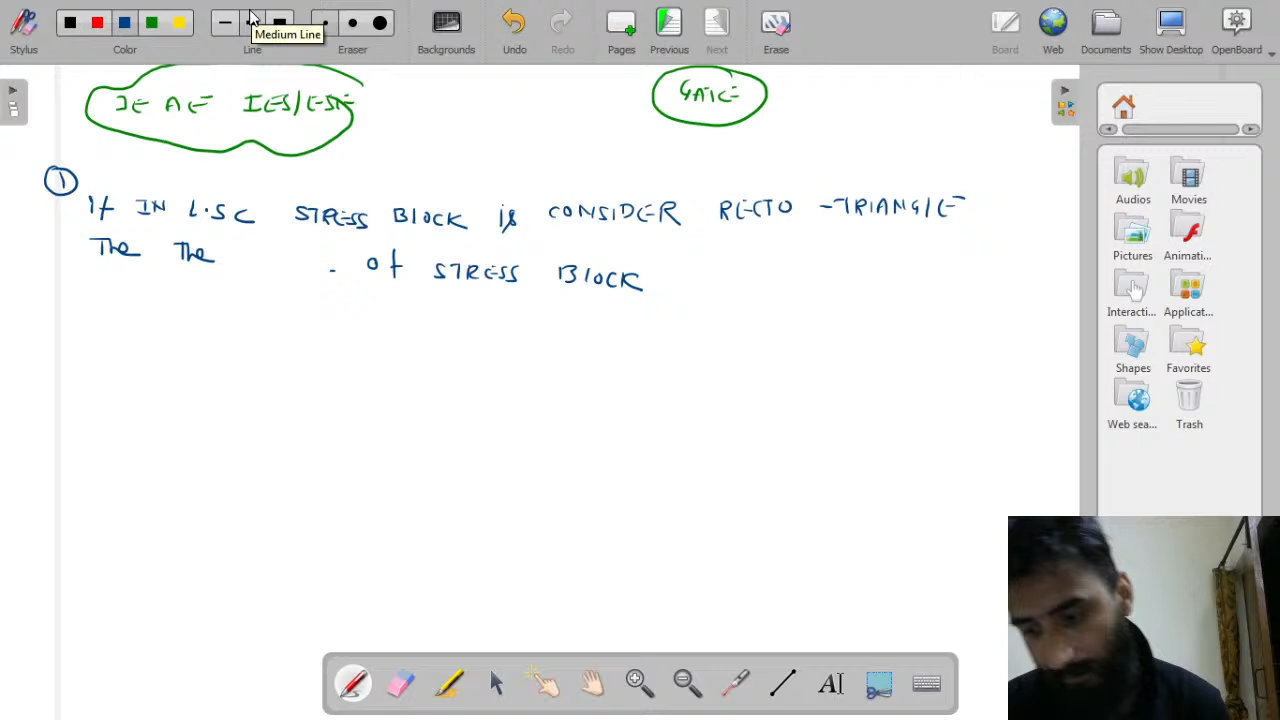 Stylus
Color
Line
Medium Line
Eraser
Backgrounds
Undo
Redo
Pages
Previous
Next
Erase
Board
Web
Documents
Show Desktop
OpenBoard
JE AE IES/ESE
GATE
1
If IN L.S.C STRESS BLOCK is CONSIDER RECTO -TRIANGLE
The The . of STRESS BLOCK
Audios
Movies
Pictures
Animati...
Interacti...
Applicat...
Shapes
Favorites
Web sea...
Trash